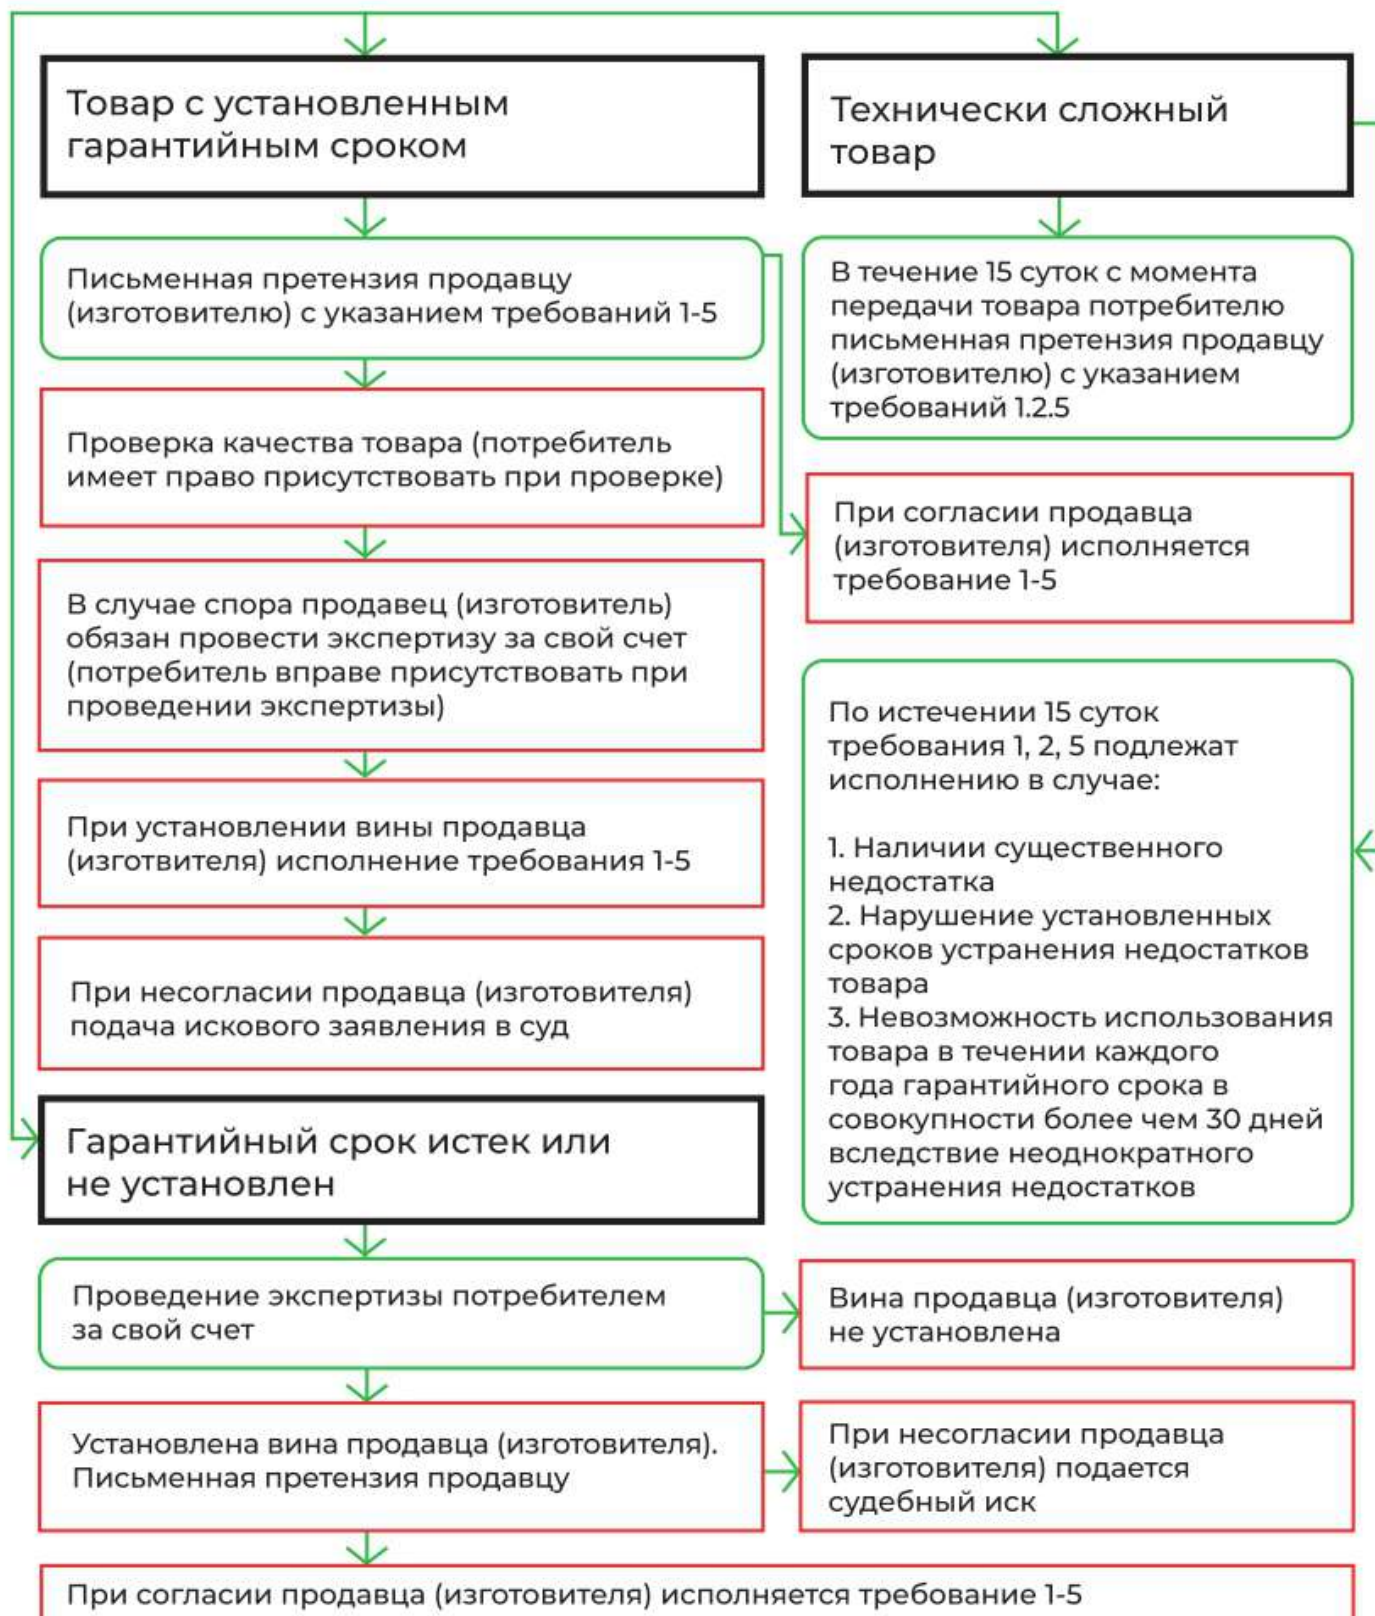 Товар с установленным
гарантийным сроком
Письменная претензия продавцу
(изготовителю) с указанием требований 1-5
Проверка качества товара (потребитель
имеет право присутствовать при проверке)
В случае спора продавец (изготовитель)
обязан провести экспертизу за свой счет
(потребитель вправе присутствовать при
проведении экспертизы)
При установлении вины продавца
(изготвителя) исполнение требования 1-5
При несогласии продавца (изготовителя)
подача искового заявления в суд
Технически сложный
товар
В течение 15 суток с момента
передачи товара потребителю
письменная претензия продавцу
(изготовителю) с указанием
требований 1.2.5
При согласии продавца
(изготовителя) исполняется
требование 1-5
По истечении 15 суток
требования 1, 2, 5 подлежат
исполнению в случае:
1. Наличии существенного
недостатка
2. Нарушение установленных
сроков устранения недостатков
товара
3. Невозможность использования
товара в течении каждого
года гарантийного срока в
совокупности более чем 30 дней
вследствие неоднократного
устранения недостатков
Гарантийный срок истек или
не установлен
Проведение экспертизы потребителем
за свой счет
Вина продавца (изготовителя)
не установлена
Установлена вина продавца (изготовителя).
Письменная претензия продавцу
При несогласии продавца
(изготовителя) подается
судебный иск
При согласии продавца (изготовителя) исполняется требование 1-5